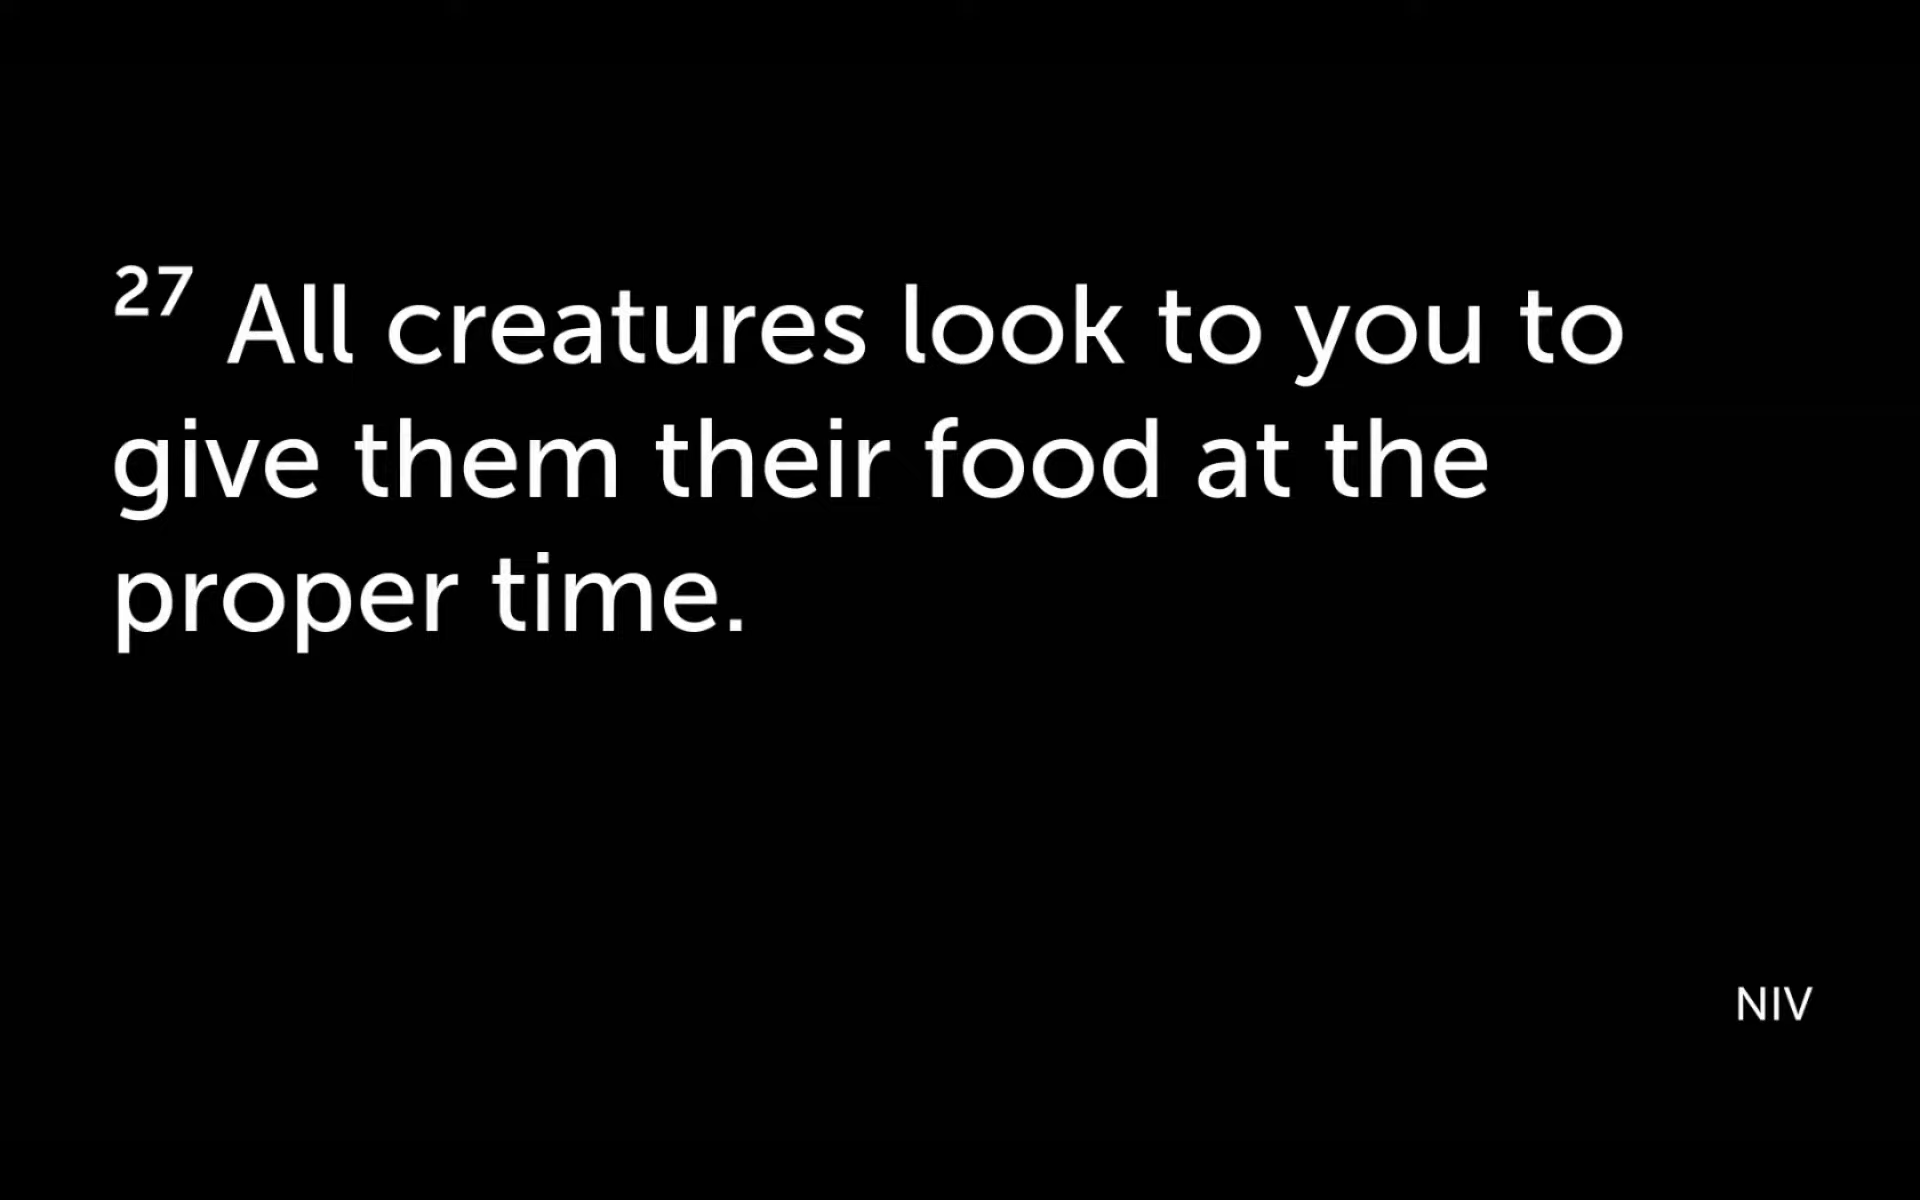 27 All creatures look to you to
give them their food at the
proper time.
NIV